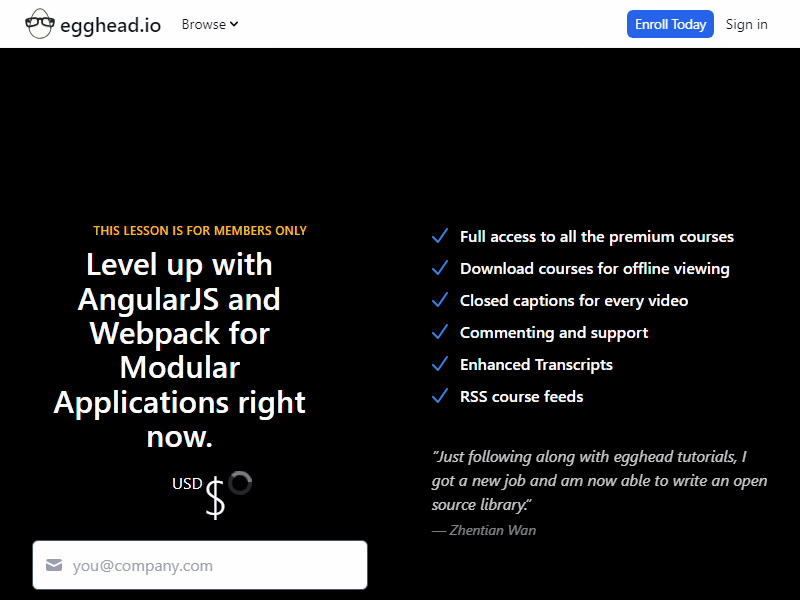 egghead.io
Browse
Enroll Today
Sign in
THIS LESSON IS FOR MEMBERS ONLY
Level up with
AngularJS and
Webpack for
Modular
Applications right
now.
USD $
you@company.com
Full access to all the premium courses
Download courses for offline viewing
Closed captions for every video
Commenting and support
Enhanced Transcripts
RSS course feeds
"Just following along with egghead tutorials, I
got a new job and am now able to write an open
source library."
— Zhentian Wan